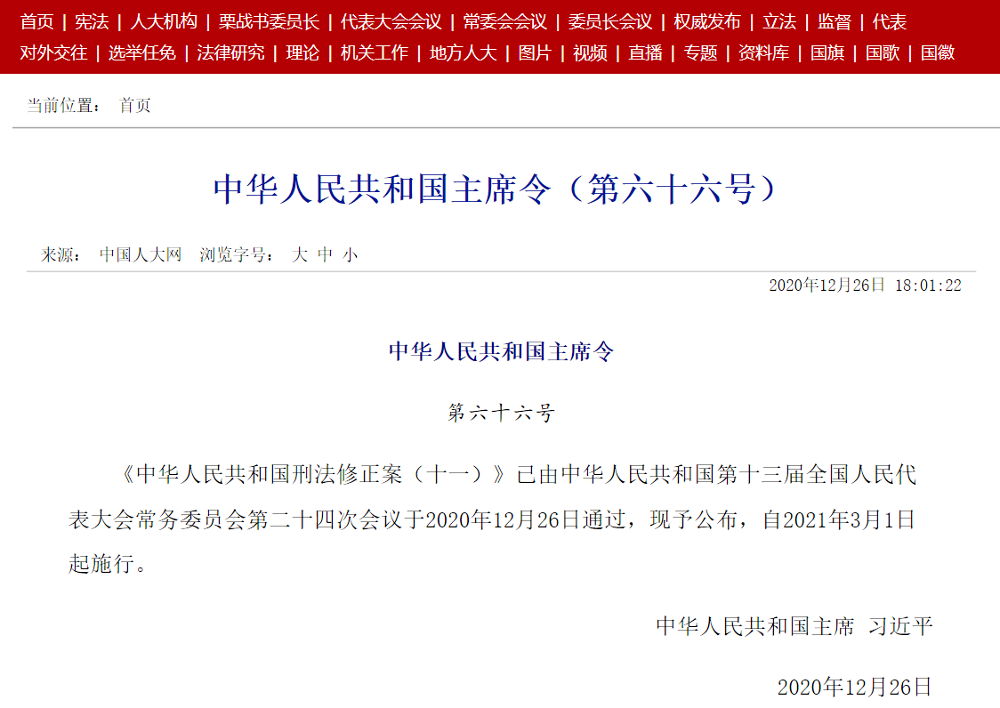 首页 | 宪法 | 人大机构 | 栗战书委员长 | 代表大会会议 | 常委会会议 | 委员长会议 | 权威发布 | 立法 | 监督 | 代表
对外交往 | 选举任免 | 法律研究 | 理论 | 机关工作 | 地方人大 | 图片 | 视频 | 直播 | 专题 | 资料库 | 国旗 | 国歌 | 国徽
当前位置： 首页
中华人民共和国主席令（第六十六号）
来源： 中国人大网 浏览字号： 大 中 小
2020年12月26日 18:01:22
中华人民共和国主席令
第六十六号
《中华人民共和国刑法修正案（十一）》已由中华人民共和国第十三届全国人民代
表大会常务委员会第二十四次会议于2020年12月26日通过，现予公布，自2021年3月1日
起施行。
中华人民共和国主席 习近平
2020年12月26日